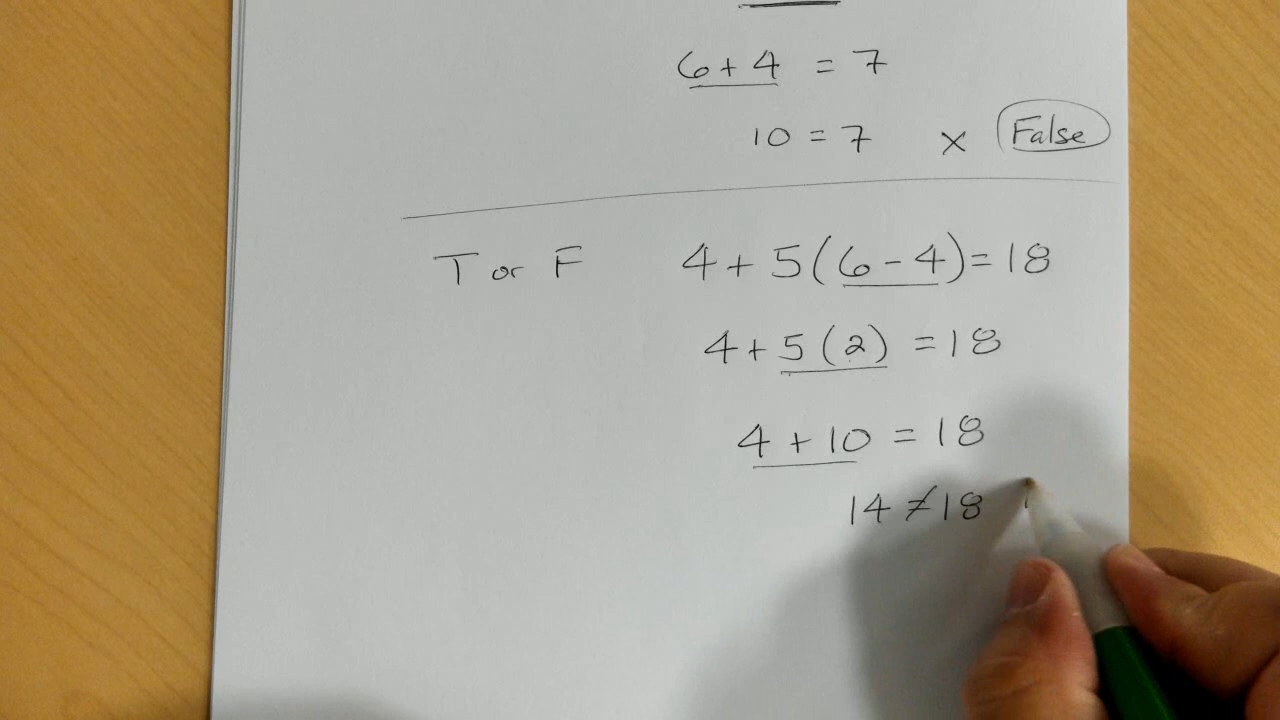 6+4 = 7
10 = 7 × False
T or F 4+5(6-4)=18
4+5(2) =18
4+10 = 18
14≠18